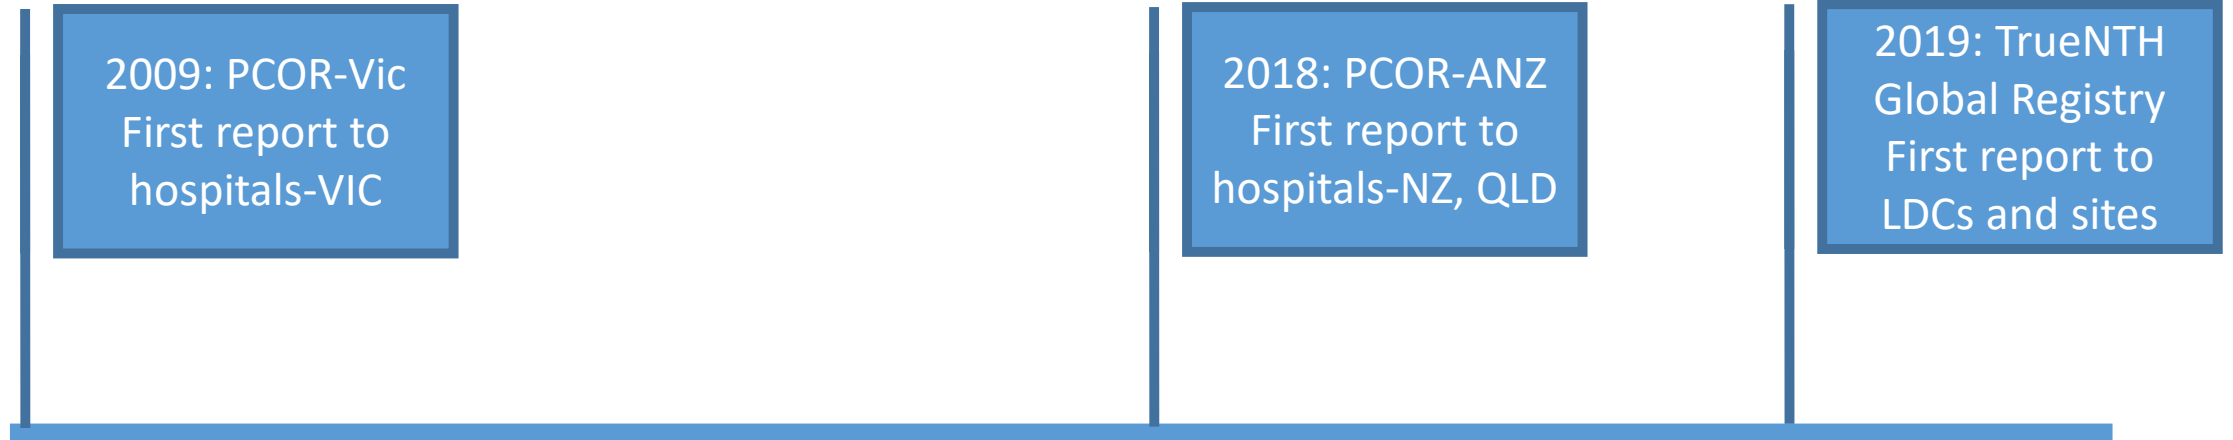 2009: PCOR-Vic
First report to
hospitals-VIC
2018: PCOR-ANZ
First report to
hospitals-NZ, QLD
2019: TrueNTH
Global Registry
First report to
LDCs and sites